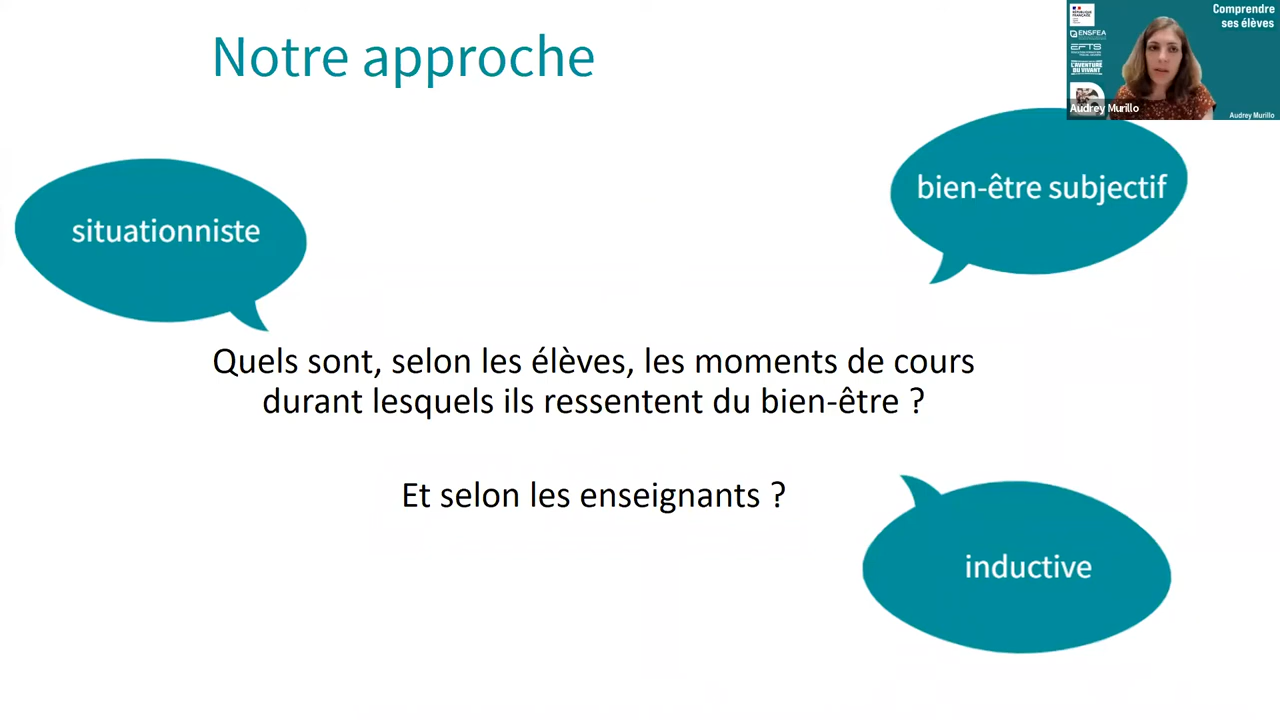 Notre approche
Comprendre
ses élèves
RÉPUBLIQUE
FRANÇAISE
ENSFEA
EFTS
L'AVENTURE
DU VIVANT
Audrey Murillo
Audrey Murillo
bien-être subjectif
situationniste
Quels sont, selon les élèves, les moments de cours
durant lesquels ils ressentent du bien-être ?
Et selon les enseignants ?
inductive